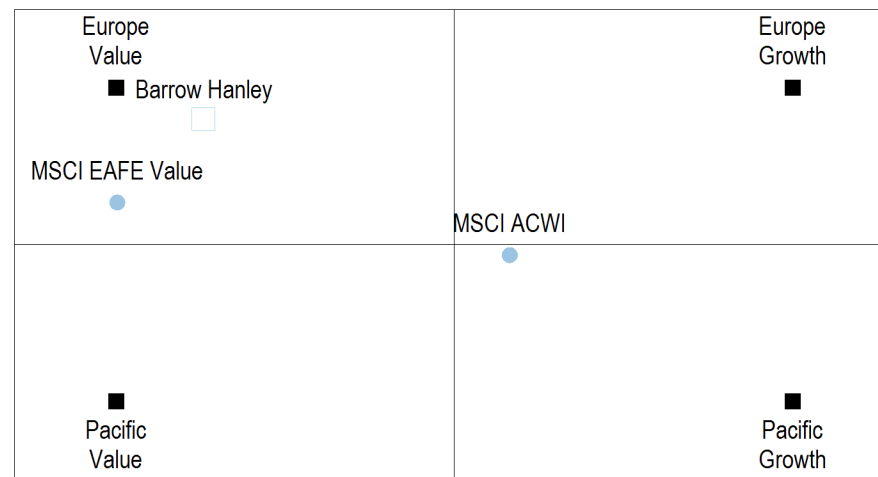 Europe
Value
Europe
Growth
Barrow Hanley
MSCI EAFE Value
MSCI ACWI
Pacific
Value
Pacific
Growth